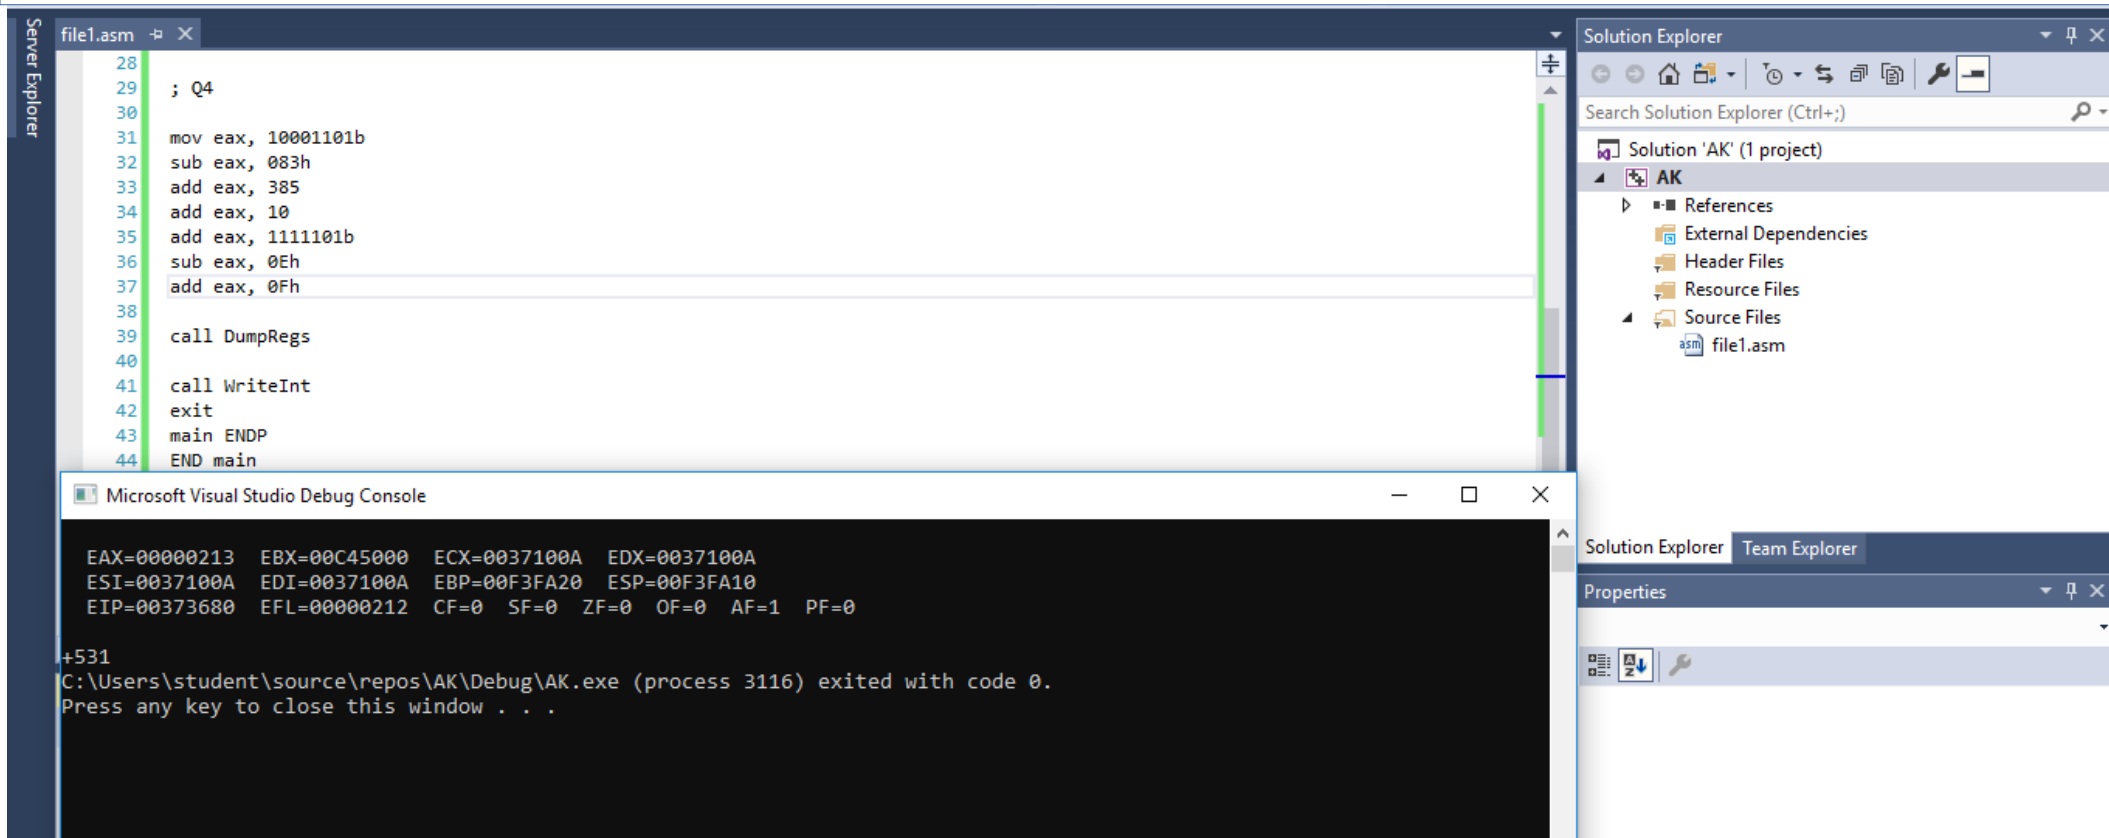 Server Explorer
file1.asm
28
29 ; Q4
30
31 mov eax, 10001101b
32 sub eax, 083h
33 add eax, 385
34 add eax, 10
35 add eax, 1111101b
36 sub eax, 0Eh
37 add eax, 0Fh
38
39 call DumpRegs
40
41 call WriteInt
42 exit
43 main ENDP
44 END main
Microsoft Visual Studio Debug Console
EAX=00000213 EBX=00C45000 ECX=0037100A EDX=0037100A
ESI=0037100A EDI=0037100A EBP=00F3FA20 ESP=00F3FA10
EIP=00373680 EFL=00000212 CF=0 SF=0 ZF=0 OF=0 AF=1 PF=0
+531
C:\Users\student\source\repos\AK\Debug\AK.exe (process 3116) exited with code 0.
Press any key to close this window . . .
Solution Explorer
Search Solution Explorer (Ctrl+;)
Solution 'AK' (1 project)
AK
References
External Dependencies
Header Files
Resource Files
Source Files
asm file1.asm
Solution Explorer Team Explorer
Properties